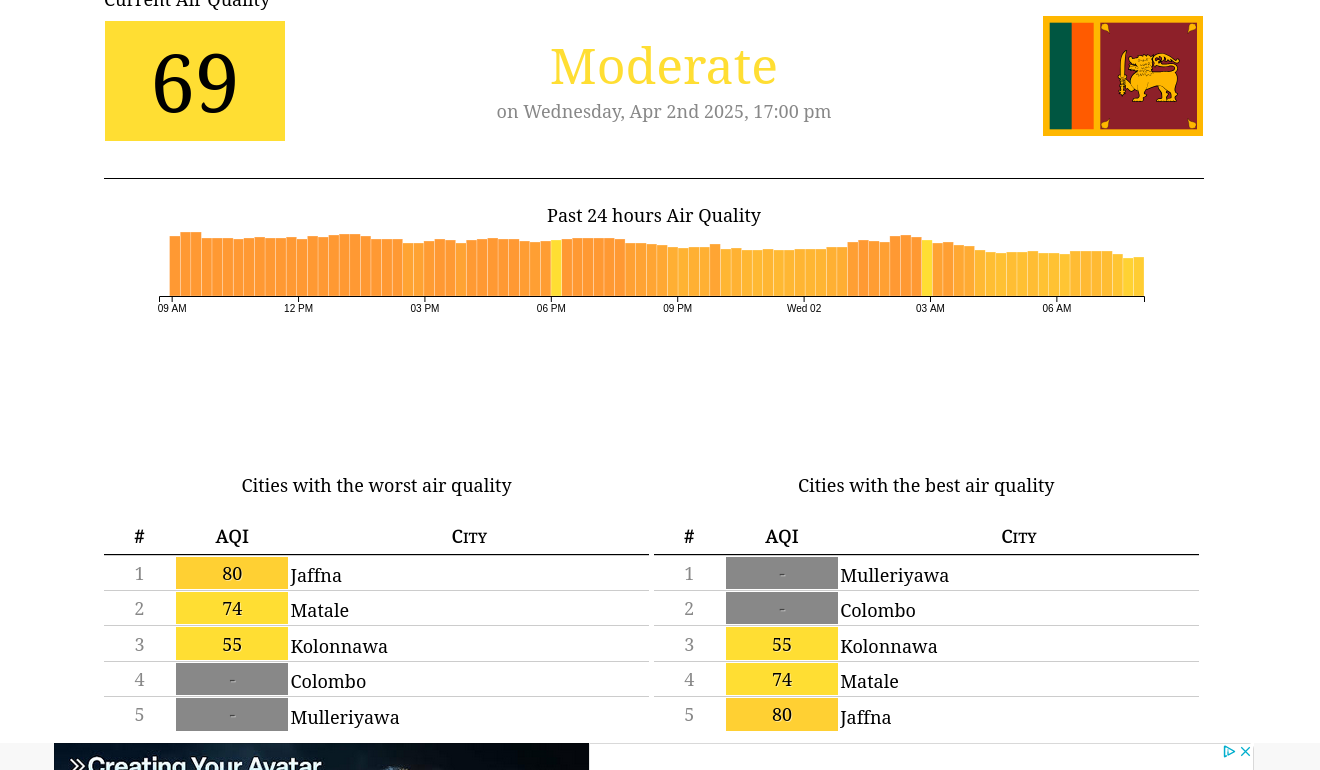 Current Air Quality
69
Moderate
on Wednesday, Apr 2nd 2025, 17:00 pm
Past 24 hours Air Quality
09 AM 12 PM 03 PM 06 PM 09 PM Wed 02 03 AM 06 AM
Cities with the worst air quality
# AQI City
1 80 Jaffna
2 74 Matale
3 55 Kolonnawa
4 - Colombo
5 - Mulleriyawa
Cities with the best air quality
# AQI City
1 - Mulleriyawa
2 - Colombo
3 55 Kolonnawa
4 74 Matale
5 80 Jaffna
Creating Your Avatar